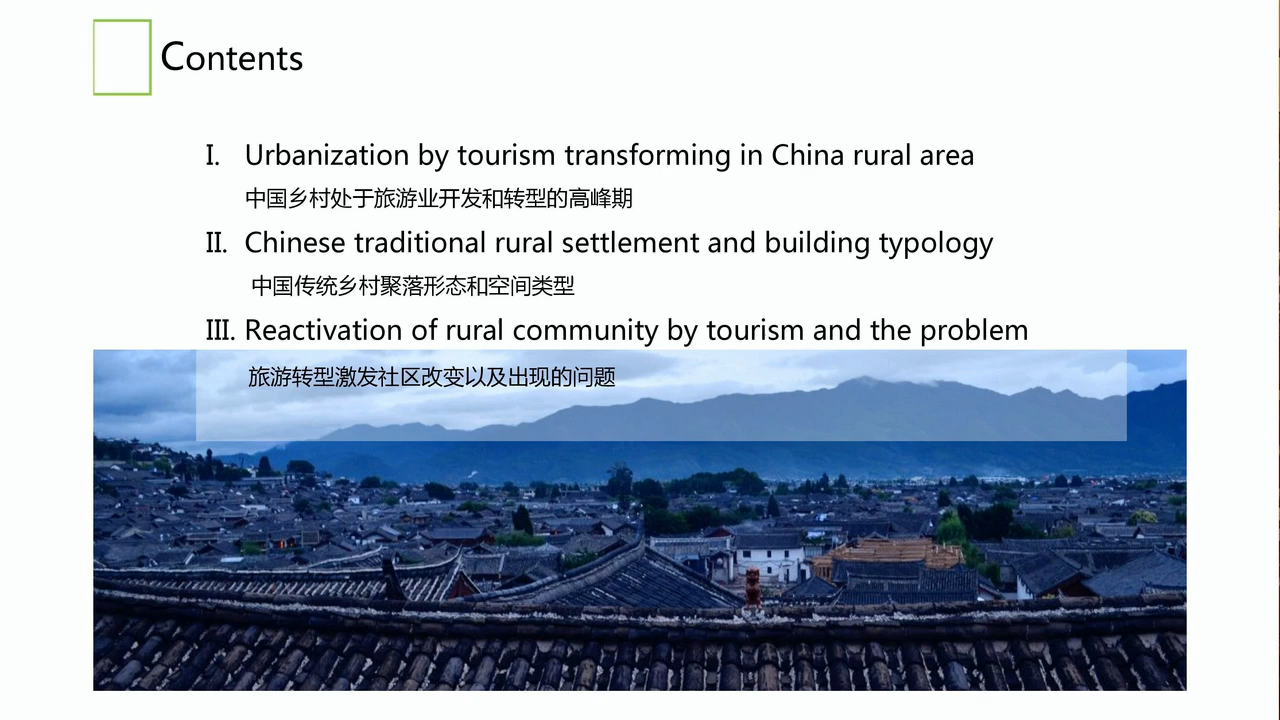 Contents
I. Urbanization by tourism transforming in China rural area
中国乡村处于旅游业开发和转型的高峰期
II. Chinese traditional rural settlement and building typology
中国传统乡村聚落形态和空间类型
III. Reactivation of rural community by tourism and the problem
旅游转型激发社区改变以及出现的问题